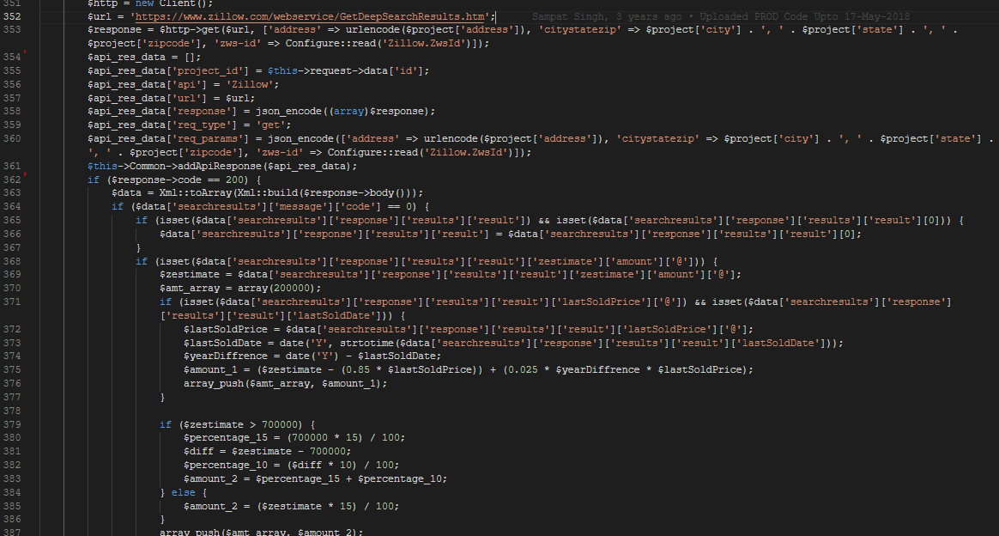 351 $http = new Client();
352 $url = 'https://www.zillow.com/webservice/GetDeepSearchResults.htm'; Sampat Singh, 3 years ago • Uploaded PROD Code Upto 17-May-2018
353 $response = $http->get($url, ['address' => urlencode($project['address']), 'citystatezip' => $project['city'] . ', ' . $project['state'] . ', ' .
$project['zipcode'], 'zws-id' => Configure::read('Zillow.ZwsId')]);
354 $api_res_data = [];
355 $api_res_data['project_id'] = $this->request->data['id'];
356 $api_res_data['api'] = 'Zillow';
357 $api_res_data['url'] = $url;
358 $api_res_data['response'] = json_encode((array)$response);
359 $api_res_data['req_type'] = 'get';
360 $api_res_data['req_params'] = json_encode(['address' => urlencode($project['address']), 'citystatezip' => $project['city'] . ', ' . $project['state'] .
', ' . $project['zipcode'], 'zws-id' => Configure::read('Zillow.ZwsId')]);
361 $this->Common->addApiResponse($api_res_data);
362 if ($response->code == 200) {
363 $data = Xml::toArray(Xml::build($response->body()));
364 if ($data['searchresults']['message']['code'] == 0) {
365 if (isset($data['searchresults']['response']['results']['result']) && isset($data['searchresults']['response']['results']['result'][0])) {
366 $data['searchresults']['response']['results']['result'] = $data['searchresults']['response']['results']['result'][0];
367 }
368 if (isset($data['searchresults']['response']['results']['result']['zestimate']['amount']['@'])) {
369 $zestimate = $data['searchresults']['response']['results']['result']['zestimate']['amount']['@'];
370 $amt_array = array(200000);
371 if (isset($data['searchresults']['response']['results']['result']['lastSoldPrice']['@']) && isset($data['searchresults']['response']
['results']['result']['lastSoldDate'])) {
372 $lastSoldPrice = $data['searchresults']['response']['results']['result']['lastSoldPrice']['@'];
373 $lastSoldDate = date('Y', strtotime($data['searchresults']['response']['results']['result']['lastSoldDate']));
374 $yearDiffrence = date('Y') - $lastSoldDate;
375 $amount_1 = ($zestimate - (0.85 * $lastSoldPrice)) + (0.025 * $yearDiffrence * $lastSoldPrice);
376 array_push($amt_array, $amount_1);
377 }
378
379 if ($zestimate > 700000) {
380 $percentage_15 = (700000 * 15) / 100;
381 $diff = $zestimate - 700000;
382 $percentage_10 = ($diff * 10) / 100;
383 $amount_2 = $percentage_15 + $percentage_10;
384 } else {
385 $amount_2 = ($zestimate * 15) / 100;
386 }
387 array_push($amt_array, $amount_2);